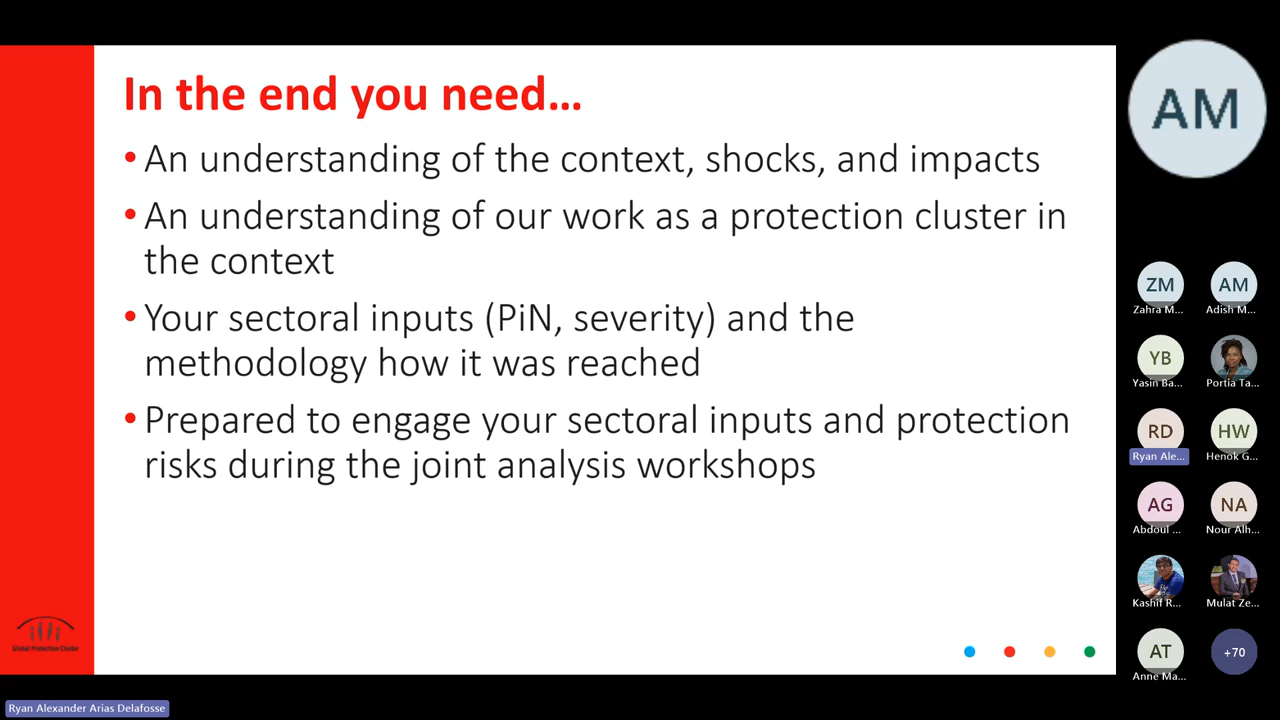 In the end you need…
• An understanding of the context, shocks, and impacts
• An understanding of our work as a protection cluster in
the context
• Your sectoral inputs (PiN, severity) and the
methodology how it was reached
• Prepared to engage your sectoral inputs and protection
risks during the joint analysis workshops
Global Protection Cluster
AM
ZM
AM
Zahra M...
Adish M...
YB
Yasin Ba...
Portia Ta...
RD
HW
Ryan Ale...
Henok G...
AG
NA
Abdoul ...
Nour Alh...
Kashif R...
Mulat Ze...
AT
+70
Anne Ma...
Ryan Alexander Arias Delafosse